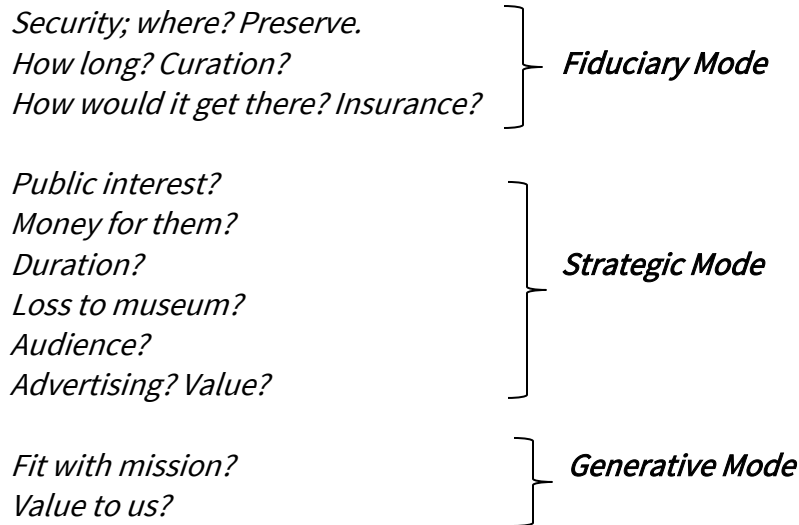 Security; where? Preserve.
How long? Curation?
Fiduciary Mode
How would it get there? Insurance?
Public interest?
Money for them?
Duration?
Strategic Mode
Loss to museum?
Audience?
Advertising? Value?
Fit with mission?
Generative Mode
Value to us?